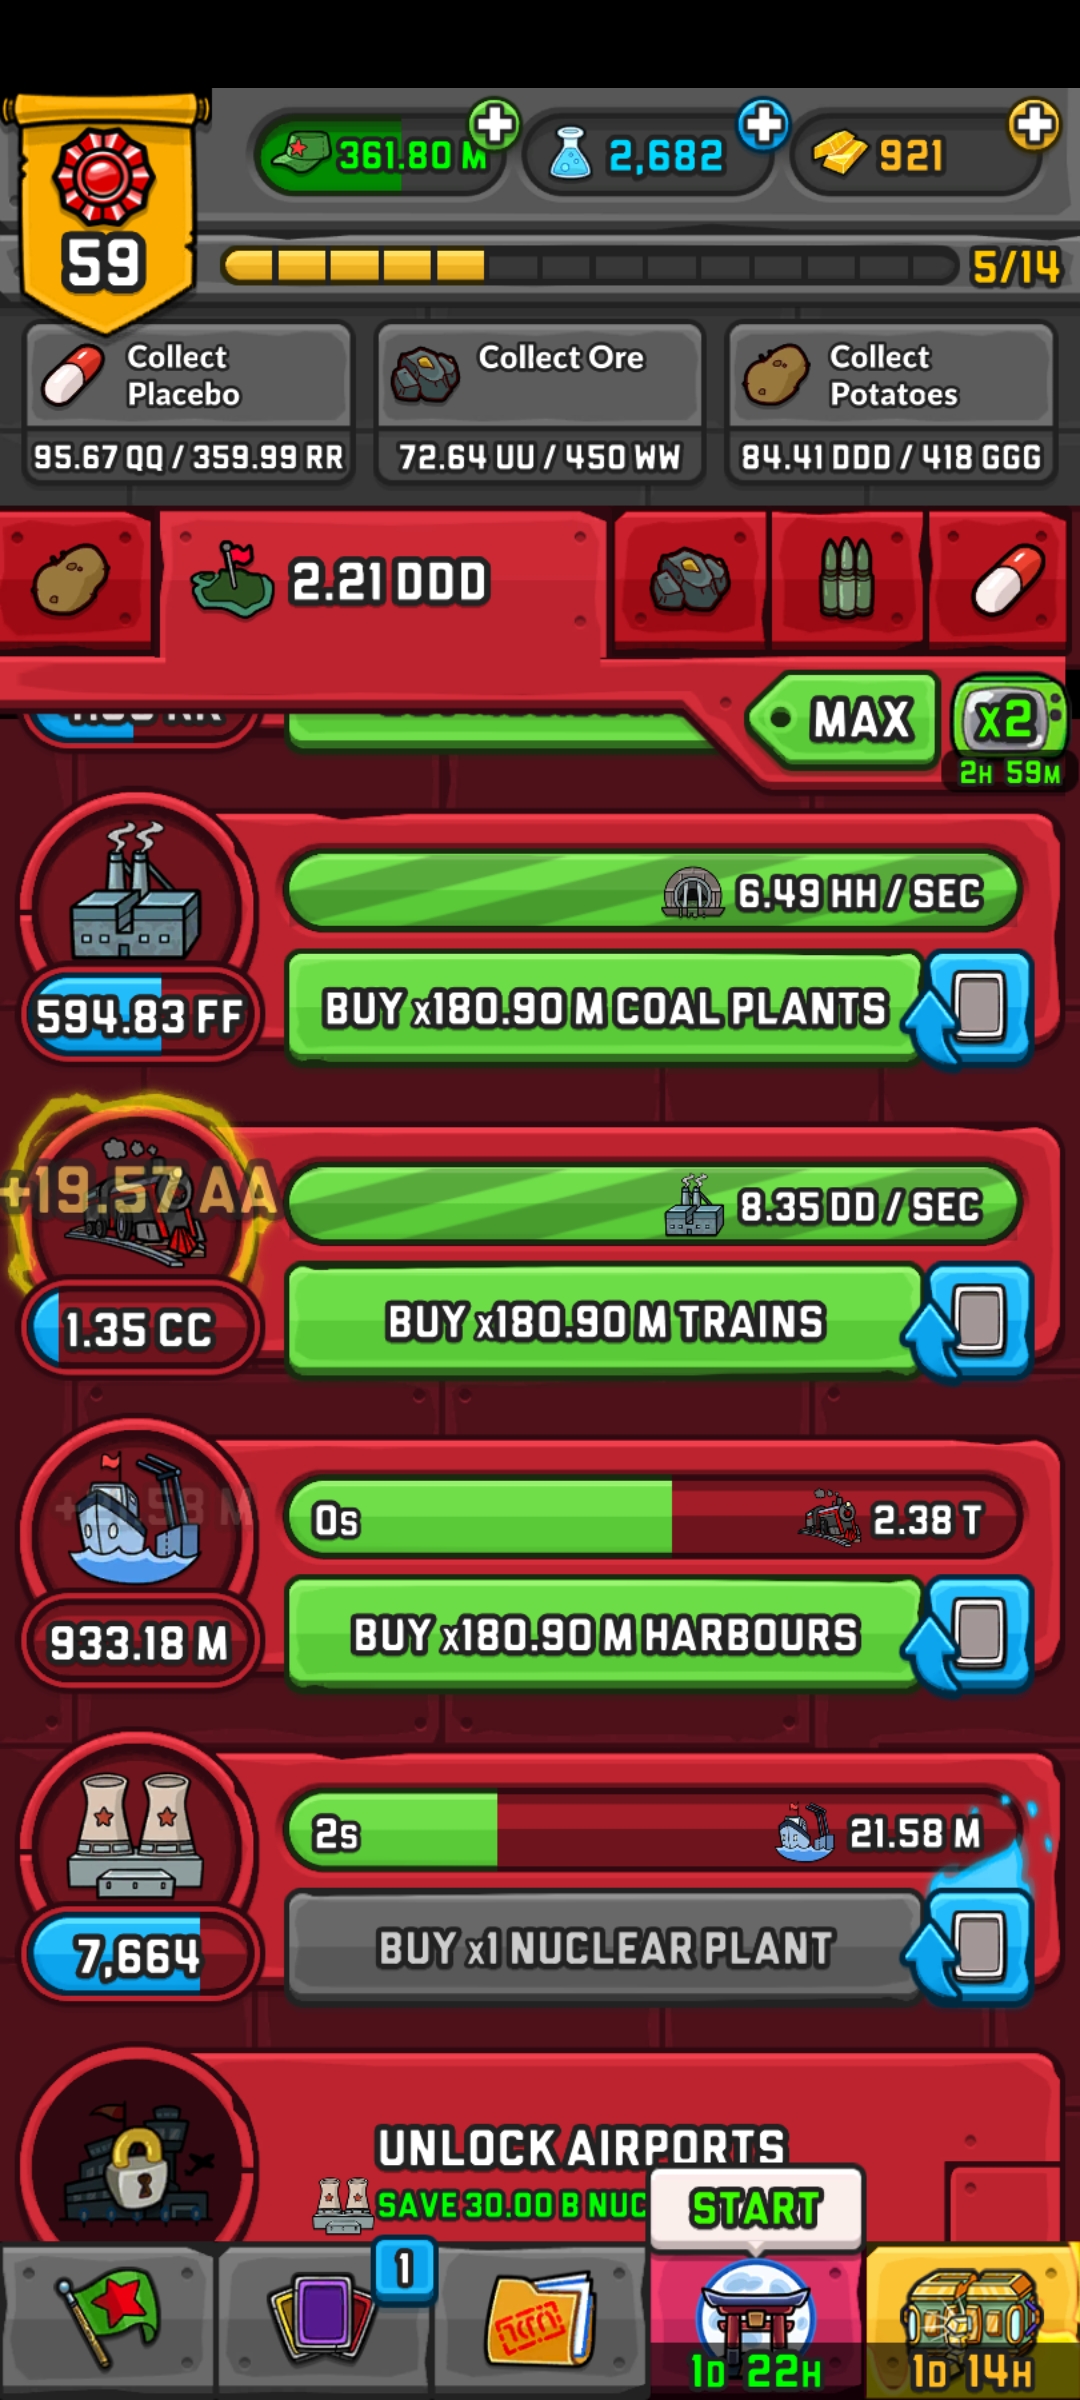 361.80 M
2,682
921
59
5/14
Collect
Placebo
95.67 QQ / 359.99 RR
Collect Ore
72.64 UU / 450 WW
Collect
Potatoes
84.41 DDD / 418 GGG
2.21 DDD
MAX
x2
2H 59M
6.49 HH / SEC
594.83 FF
BUY x180.90 M COAL PLANTS
+19.57 AA
8.35 DD / SEC
1.35 CC
BUY x180.90 M TRAINS
0s
2.38 T
933.18 M
BUY x180.90 M HARBOURS
2s
21.58 M
7,664
BUY x1 NUCLEAR PLANT
UNLOCK AIRPORTS
SAVE 30.00 B NUC
START
1
1D 22H
1D 14H